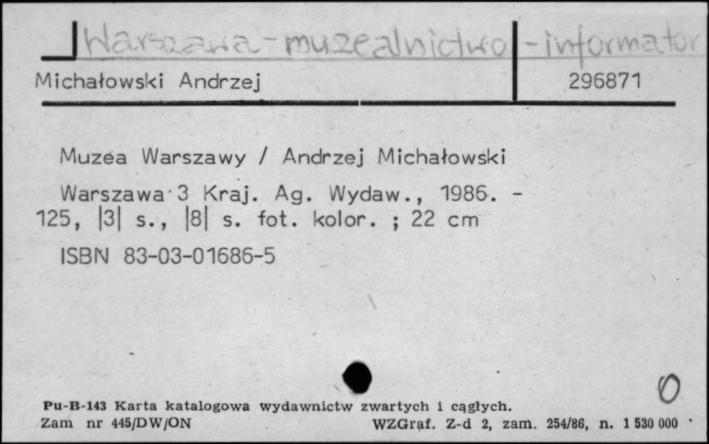 Warszawa - muzealnictwo - informator
Michałowski Andrzej 296871
Muzea Warszawy / Andrzej Michałowski
Warszawa 3 Kraj. Ag. Wydaw., 1986. -
125, |3| s., |8| s. fot. kolor. ; 22 cm
ISBN 83-03-01686-5
0
Pu-B-143 Karta katalogowa wydawnictw zwartych i ciągłych.
Zam nr 445/DW/ON WZGraf. Z-d 2, zam. 254/86, n. 1 530 000